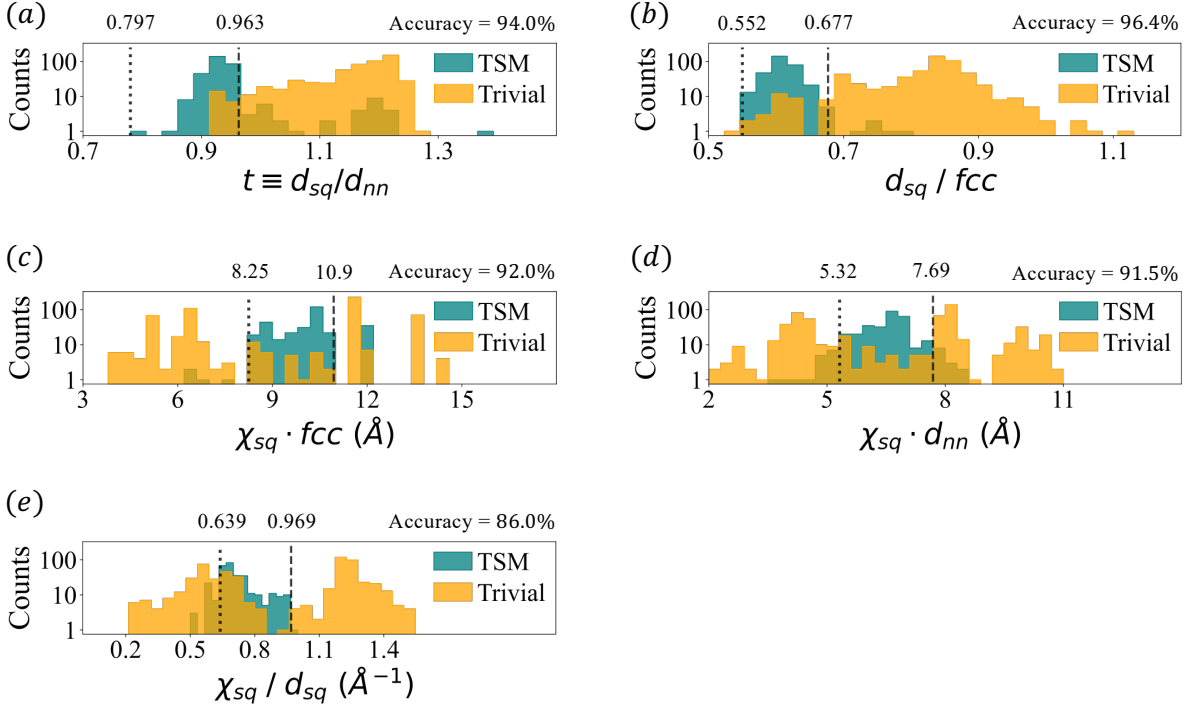 (a)
0.797
0.963
Accuracy = 94.0%
Counts
100
10
1
TSM
Trivial
0.7
0.9
1.1
1.3
t ≡ d_sq/d_nn
(b)
0.552
0.677
Accuracy = 96.4%
Counts
100
10
1
TSM
Trivial
0.5
0.7
0.9
1.1
d_sq / fcc
(c)
8.25
10.9
Accuracy = 92.0%
Counts
100
10
1
TSM
Trivial
3
6
9
12
15
χ_sq · fcc (Å)
(d)
5.32
7.69
Accuracy = 91.5%
Counts
100
10
1
TSM
Trivial
2
5
8
11
χ_sq · d_nn (Å)
(e)
0.639
0.969
Accuracy = 86.0%
Counts
100
10
1
TSM
Trivial
0.2
0.5
0.8
1.1
1.4
χ_sq / d_sq (Å⁻¹)